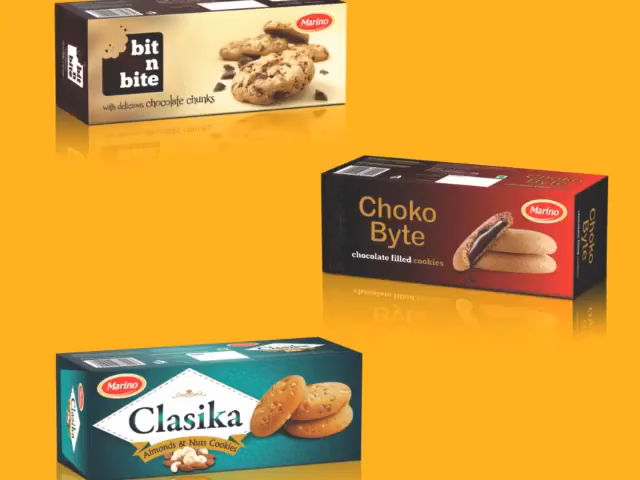 bit
n
bite
Marino
with delicious chocolate chunks
Choko
Byte
chocolate filled cookies
Marino
Choko
Byte
Marino
Clasika
Almonds & Nuts Cookies